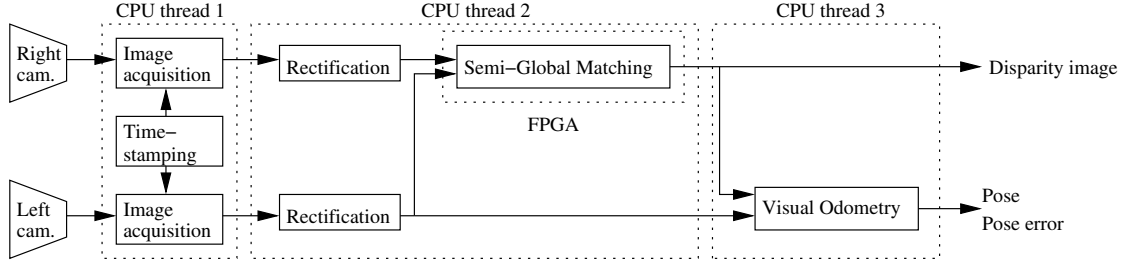 CPU thread 1
CPU thread 2
CPU thread 3
Right
cam.
Image
acquisition
Rectification
Semi-Global Matching
Disparity image
FPGA
Time-
stamping
Left
cam.
Image
acquisition
Rectification
Visual Odometry
Pose
Pose error